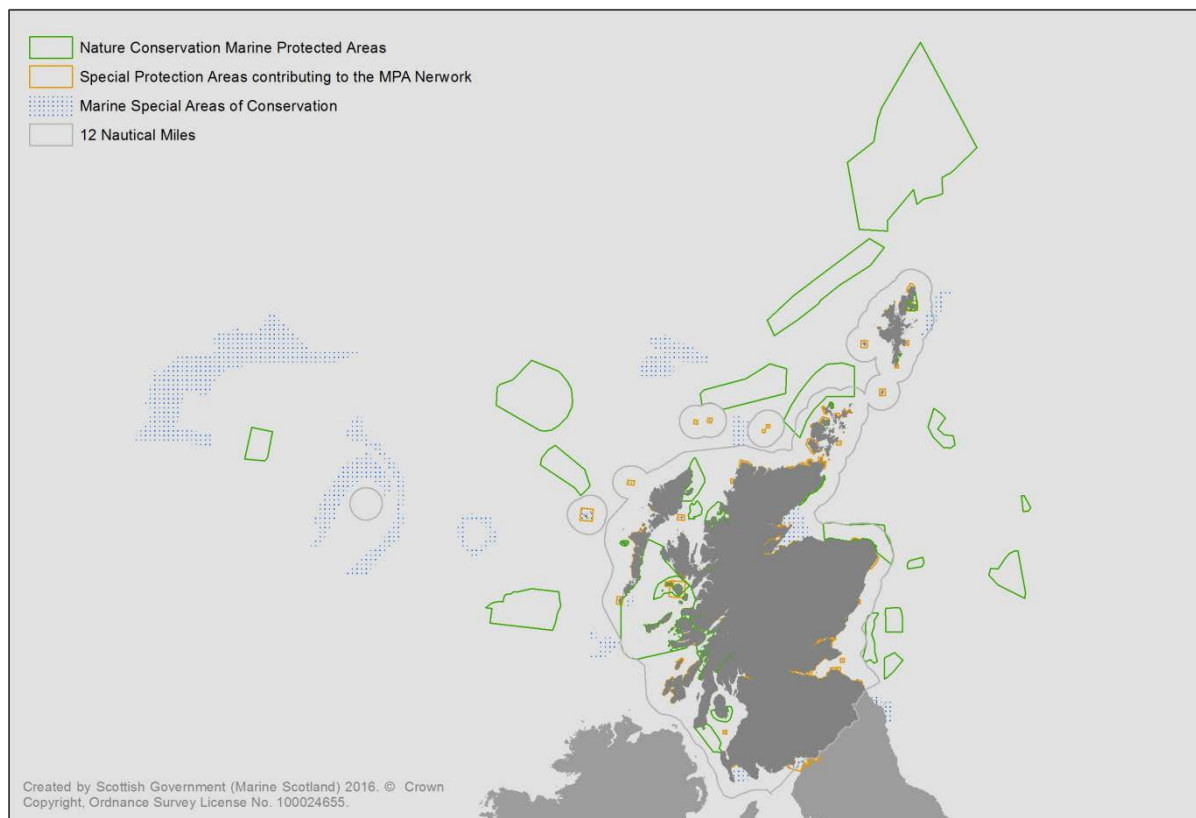 Nature Conservation Marine Protected Areas
Special Protection Areas contributing to the MPA Nerwork
Marine Special Areas of Conservation
12 Nautical Miles
Created by Scottish Government (Marine Scotland) 2016. © Crown
Copyright, Ordnance Survey License No. 100024655.